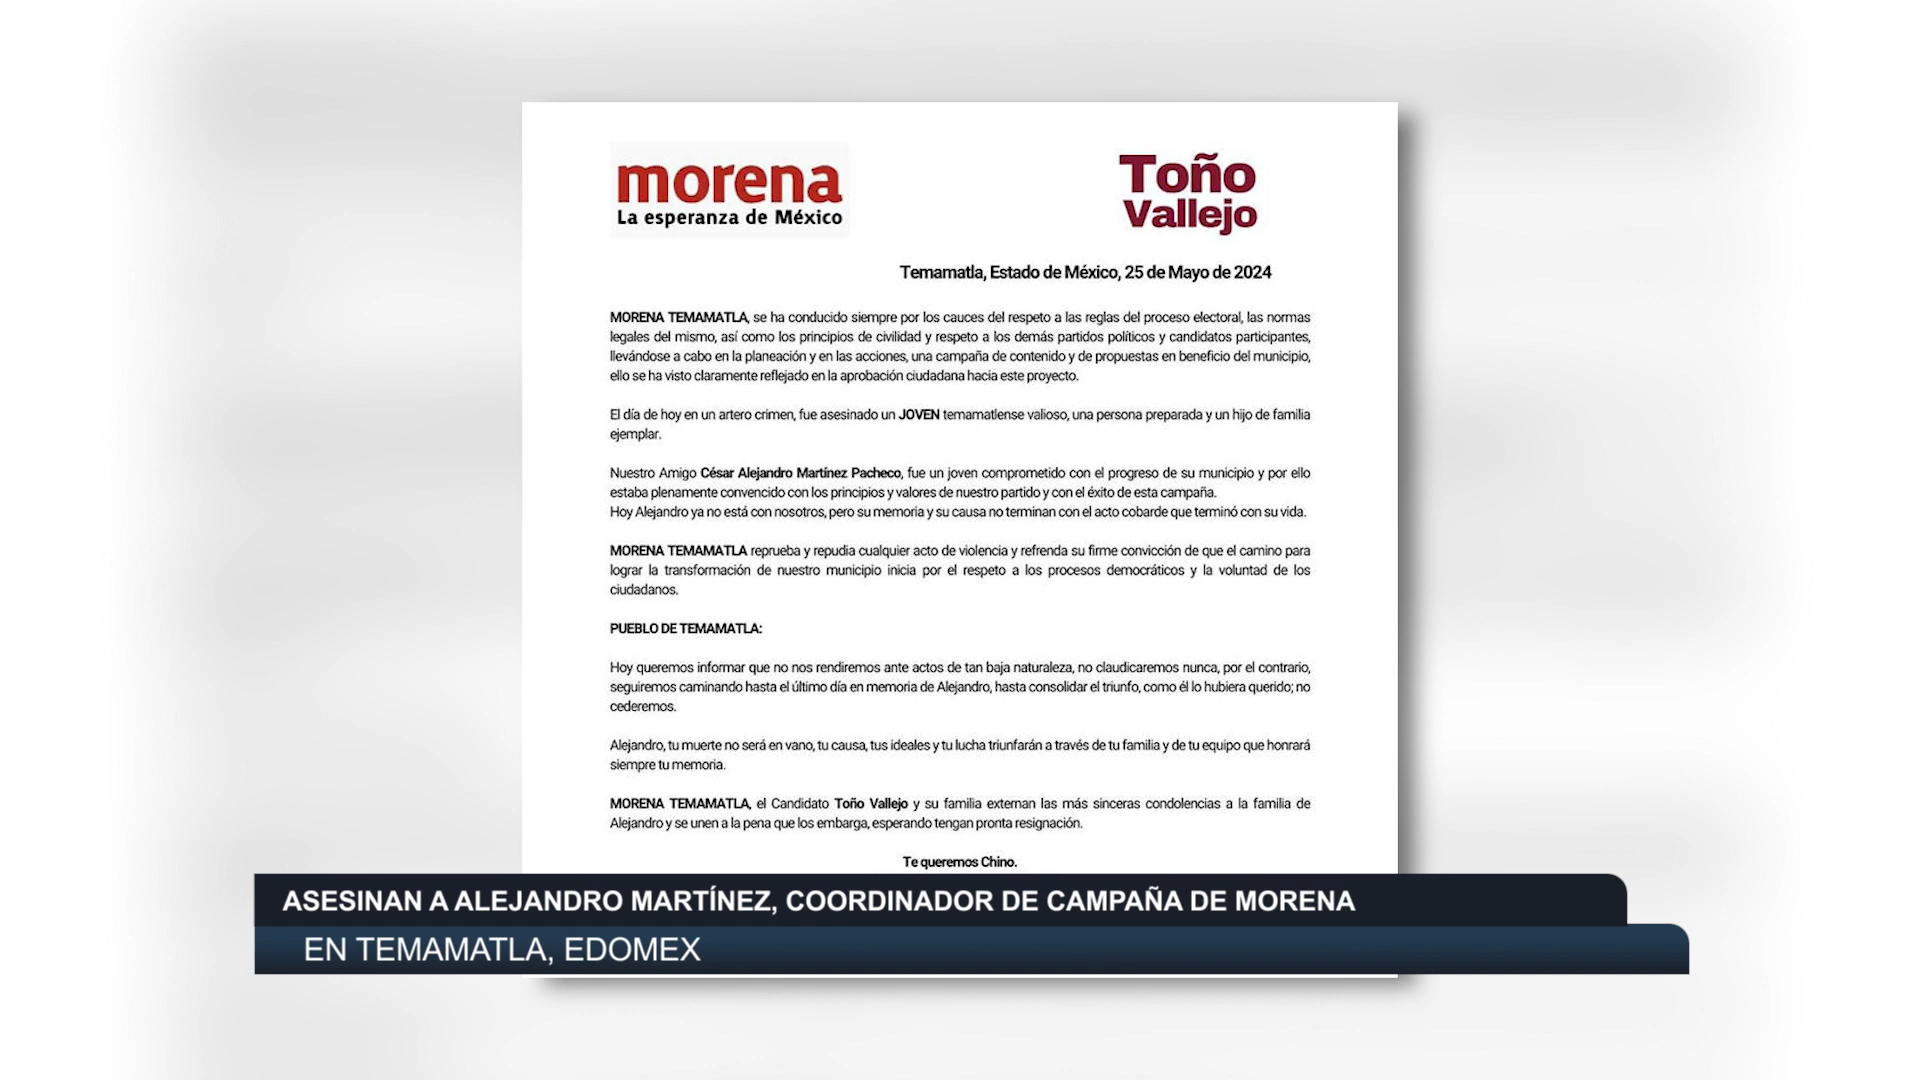 morena
La esperanza de México
Toño
Vallejo
Temamatla, Estado de México, 25 de Mayo de 2024
MORENA TEMAMATLA, se ha conducido siempre por los cauces del respeto a las reglas del proceso electoral, las normas
legales del mismo, así como los principios de civilidad y respeto a los demás partidos políticos y candidatos participantes,
llevándose a cabo en la planeación y en las acciones, una campaña de contenido y de propuestas en beneficio del municipio,
ello se ha visto claramente reflejado en la aprobación ciudadana hacia este proyecto.
El día de hoy en un artero crimen, fue asesinado un JOVEN temamatlense valioso, una persona preparada y un hijo de familia
ejemplar.
Nuestro Amigo César Alejandro Martínez Pacheco, fue un joven comprometido con el progreso de su municipio y por ello
estaba plenamente convencido con los principios y valores de nuestro partido y con el éxito de esta campaña.
Hoy Alejandro ya no está con nosotros, pero su memoria y su causa no terminan con el acto cobarde que terminó con su vida.
MORENA TEMAMATLA reprueba y repudia cualquier acto de violencia y refrenda su firme convicción de que el camino para
lograr la transformación de nuestro municipio inicia por el respeto a los procesos democráticos y la voluntad de los
ciudadanos.
PUEBLO DE TEMAMATLA:
Hoy queremos informar que no nos rendiremos ante actos de tan baja naturaleza, no claudicaremos nunca, por el contrario,
seguiremos caminando hasta el último día en memoria de Alejandro, hasta consolidar el triunfo, como él lo hubiera querido; no
cederemos.
Alejandro, tu muerte no será en vano, tu causa, tus ideales y tu lucha triunfarán a través de tu familia y de tu equipo que honrará
siempre tu memoria.
MORENA TEMAMATLA, el Candidato Toño Vallejo y su familia externan las más sinceras condolencias a la familia de
Alejandro y se unen a la pena que los embarga, esperando tengan pronta resignación.
Te queremos Chino.
ASESINAN A ALEJANDRO MARTÍNEZ, COORDINADOR DE CAMPAÑA DE MORENA
EN TEMAMATLA, EDOMEX